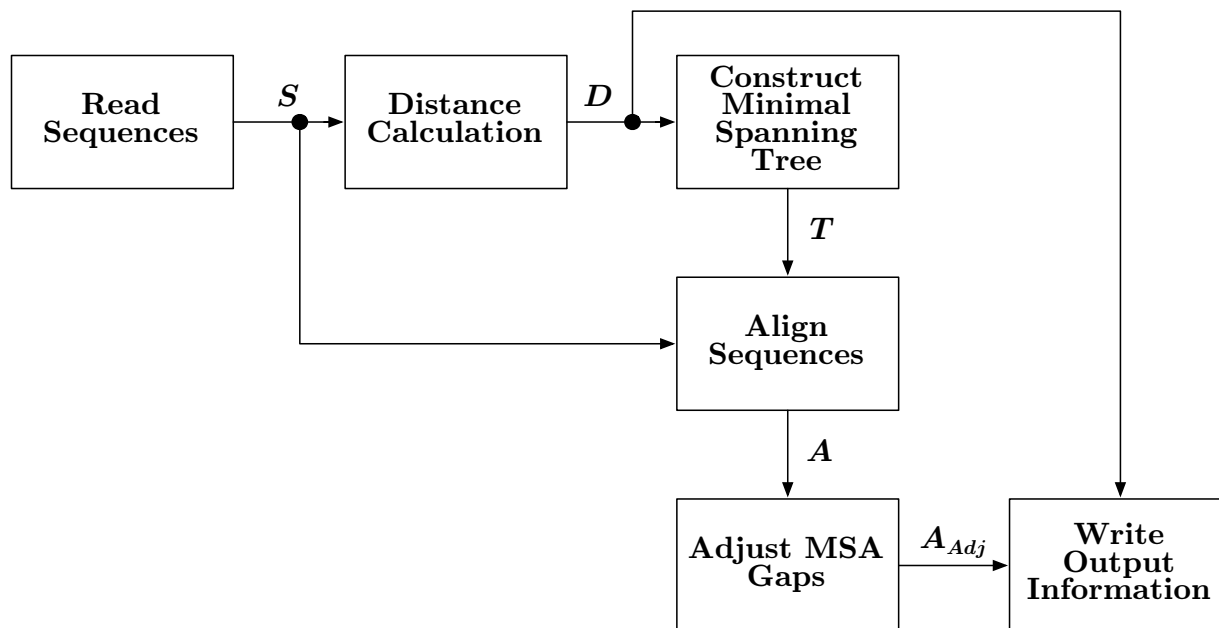 Read
Sequences
S
Distance
Calculation
D
Construct
Minimal
Spanning
Tree
T
Align
Sequences
A
Adjust MSA
Gaps
A_Adj
Write
Output
Information